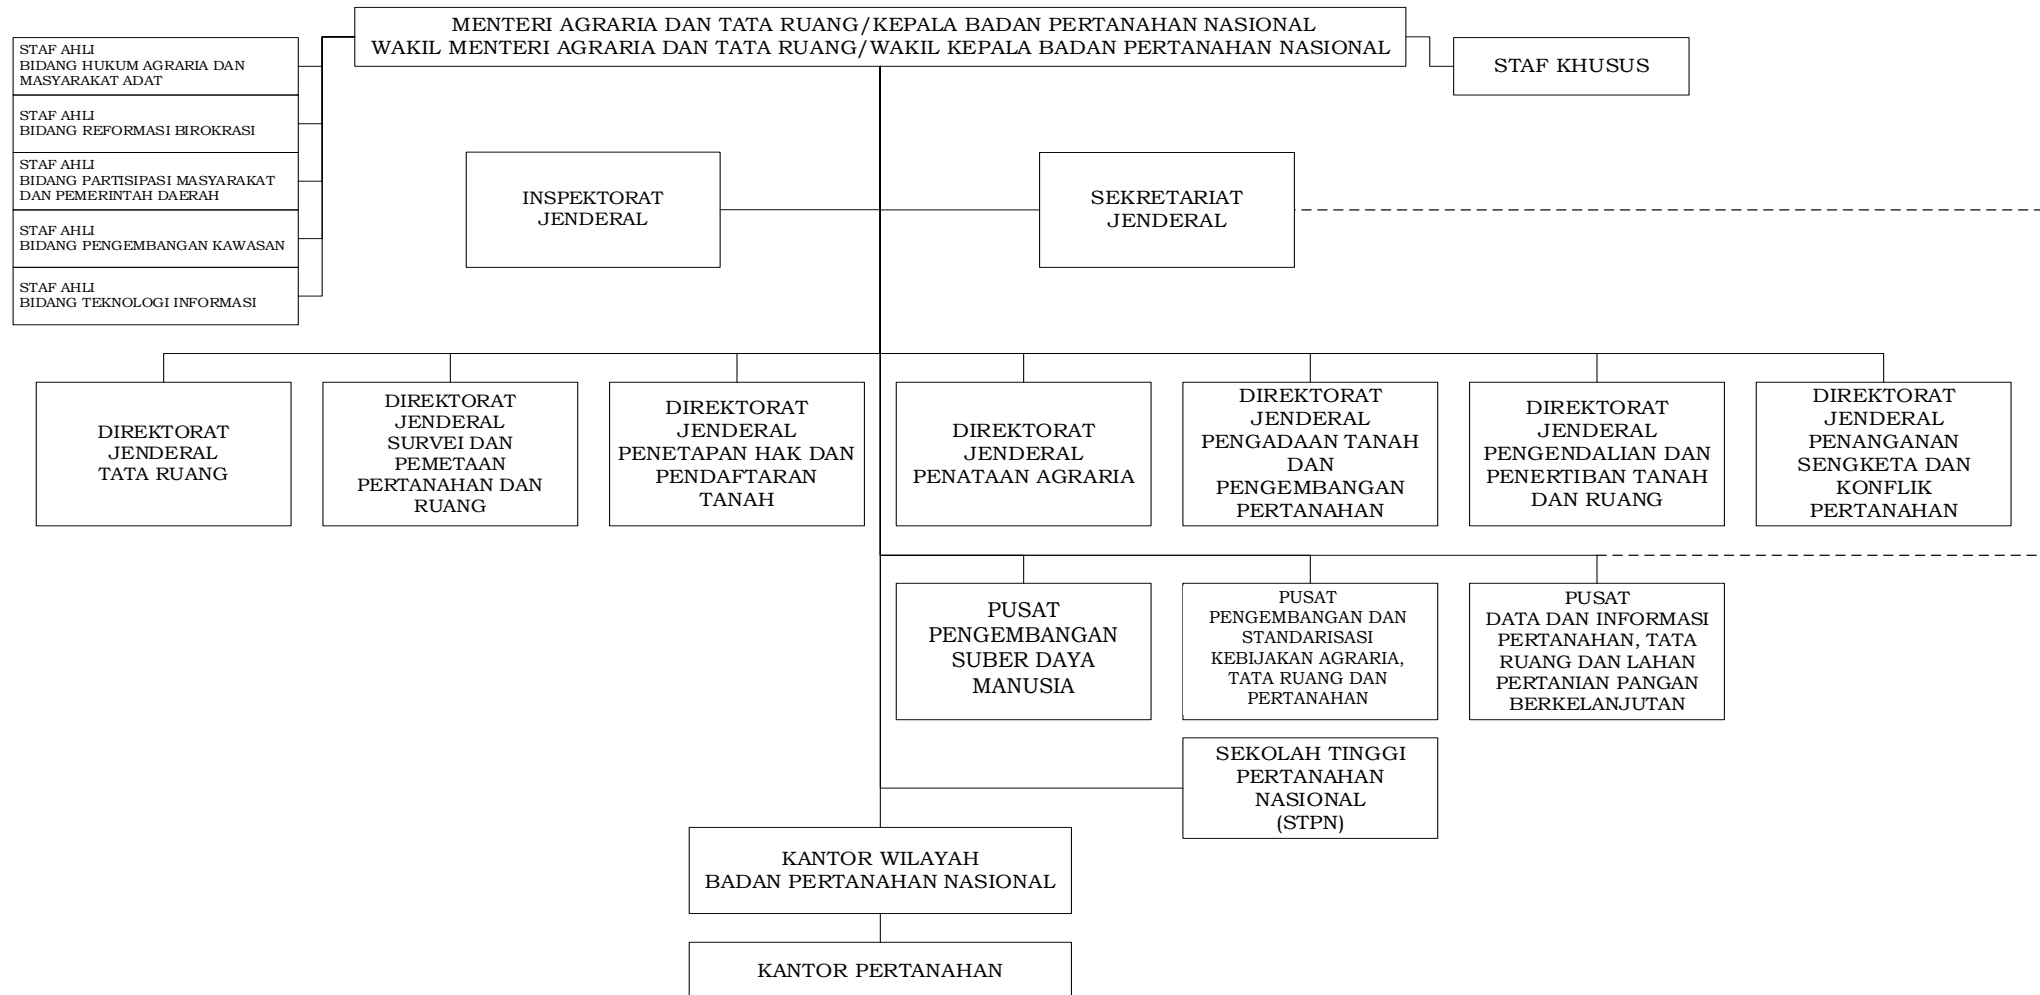 MENTERI AGRARIA DAN TATA RUANG/KEPALA BADAN PERTANAHAN NASIONAL
WAKIL MENTERI AGRARIA DAN TATA RUANG/WAKIL KEPALA BADAN PERTANAHAN NASIONAL
STAF AHLI
BIDANG HUKUM AGRARIA DAN
MASYARAKAT ADAT
STAF AHLI
BIDANG REFORMASI BIROKRASI
STAF AHLI
BIDANG PARTISIPASI MASYARAKAT
DAN PEMERINTAH DAERAH
STAF AHLI
BIDANG PENGEMBANGAN KAWASAN
STAF AHLI
BIDANG TEKNOLOGI INFORMASI
STAF KHUSUS
INSPEKTORAT
JENDERAL
SEKRETARIAT
JENDERAL
DIREKTORAT
JENDERAL
TATA RUANG
DIREKTORAT
JENDERAL
SURVEI DAN
PEMETAAN
PERTANAHAN DAN
RUANG
DIREKTORAT
JENDERAL
PENETAPAN HAK DAN
PENDAFTARAN
TANAH
DIREKTORAT
JENDERAL
PENATAAN AGRARIA
DIREKTORAT
JENDERAL
PENGADAAN TANAH
DAN
PENGEMBANGAN
PERTANAHAN
DIREKTORAT
JENDERAL
PENGENDALIAN DAN
PENERTIBAN TANAH
DAN RUANG
DIREKTORAT
JENDERAL
PENANGANAN
SENGKETA DAN
KONFLIK
PERTANAHAN
PUSAT
PENGEMBANGAN
SUBER DAYA
MANUSIA
PUSAT
PENGEMBANGAN DAN
STANDARISASI
KEBIJAKAN AGRARIA,
TATA RUANG DAN
PERTANAHAN
PUSAT
DATA DAN INFORMASI
PERTANAHAN, TATA
RUANG DAN LAHAN
PERTANIAN PANGAN
BERKELANJUTAN
SEKOLAH TINGGI
PERTANAHAN
NASIONAL
(STPN)
KANTOR WILAYAH
BADAN PERTANAHAN NASIONAL
KANTOR PERTANAHAN